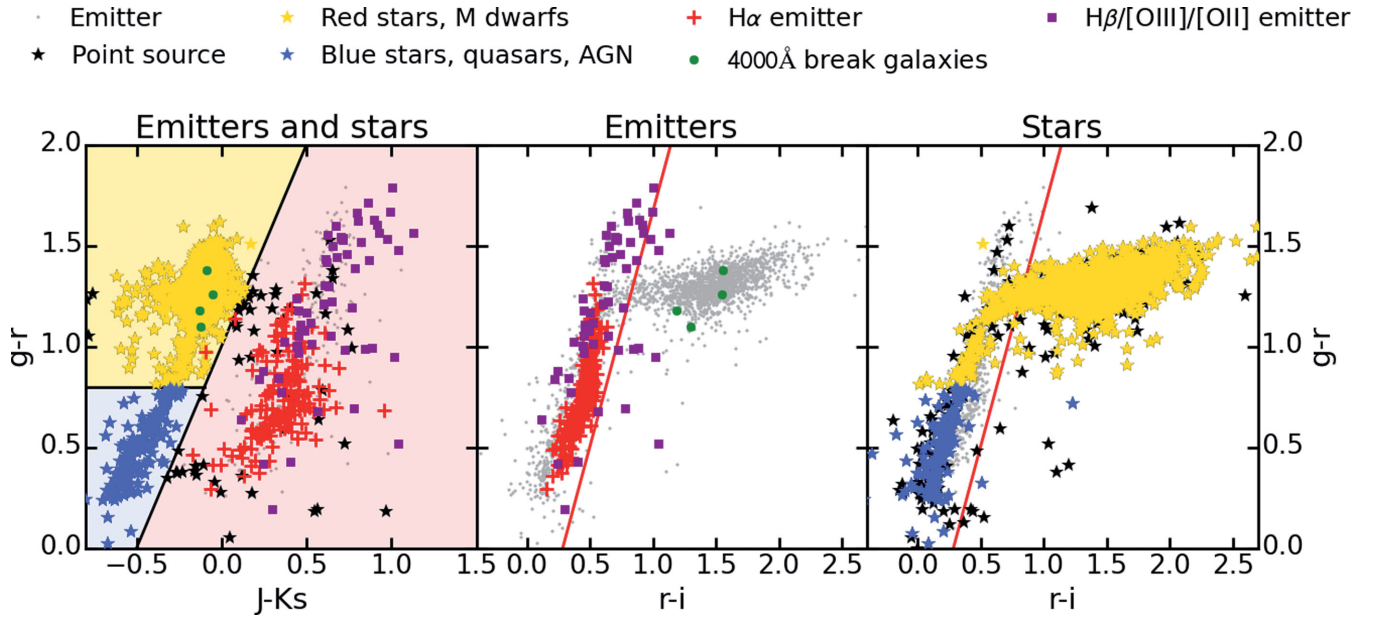 Emitter
Red stars, M dwarfs
Hα emitter
Hβ/[OIII]/[OII] emitter
Point source
Blue stars, quasars, AGN
4000Å break galaxies
Emitters and stars
Emitters
Stars
2.0
1.5
1.0
0.5
0.0
g-r
2.0
1.5
1.0
0.5
0.0
g-r
−0.5 0.0 0.5 1.0 1.5
0.0 0.5 1.0 1.5 2.0 2.5
0.0 0.5 1.0 1.5 2.0 2.5
J-Ks
r-i
r-i